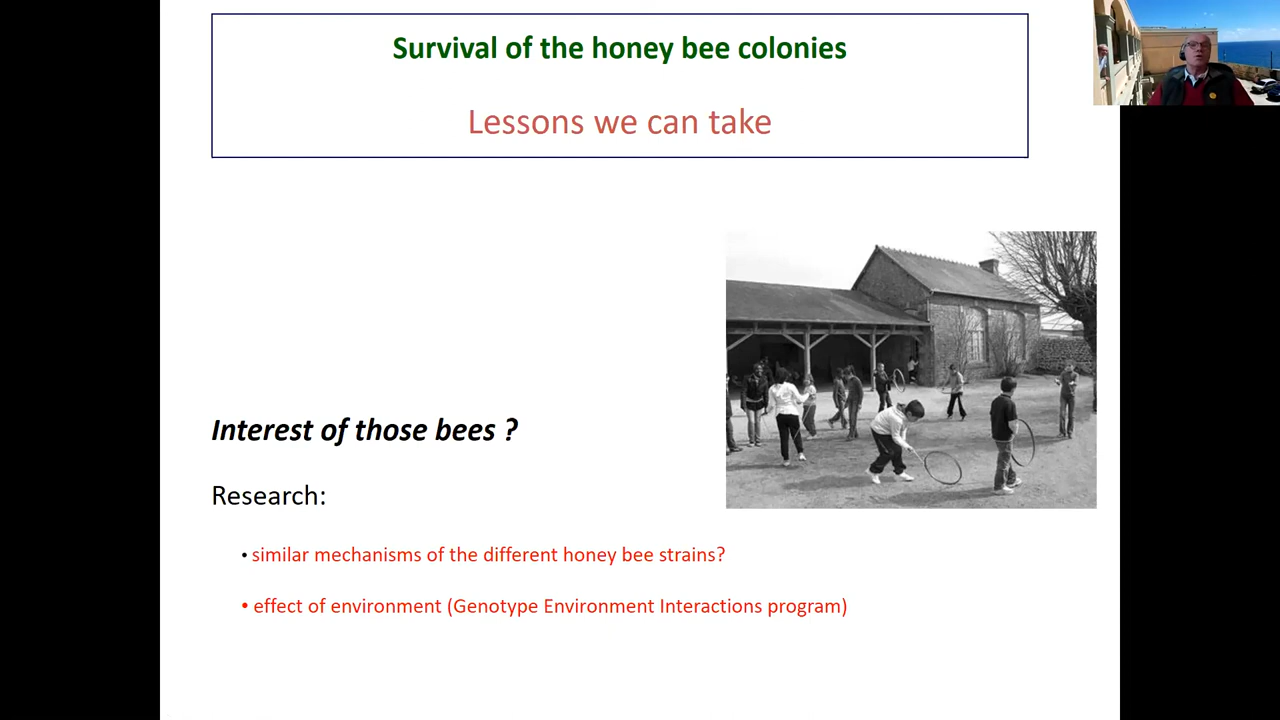 Survival of the honey bee colonies
Lessons we can take
Interest of those bees ?
Research:
• similar mechanisms of the different honey bee strains?
• effect of environment (Genotype Environment Interactions program)